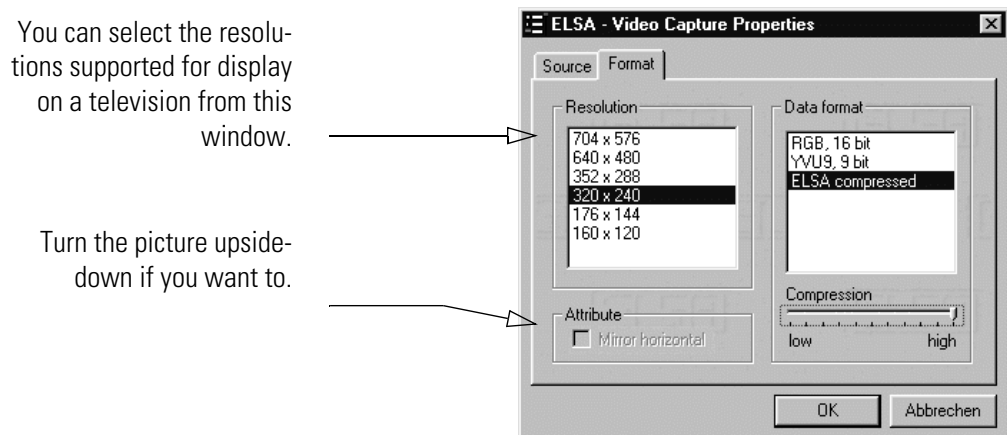 You can select the resolu-
tions supported for display
on a television from this
window.
Turn the picture upside-
down if you want to.
ELSA - Video Capture Properties
Source Format
Resolution
704 x 576
640 x 480
352 x 288
320 x 240
176 x 144
160 x 120
Attribute
Mirror horizontal
Data format
RGB, 16 bit
YVU9, 9 bit
ELSA compressed
Compression
low high
OK Abbrechen